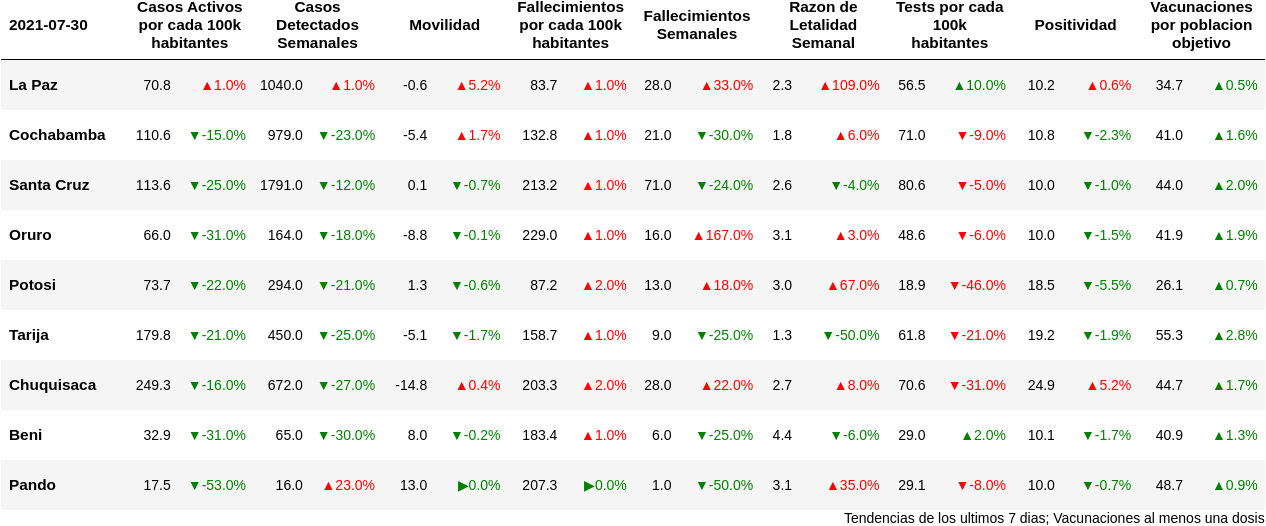 2021-07-30 Casos Activos por cada 100k habitantes Casos Detectados Semanales Movilidad Fallecimientos por cada 100k habitantes Fallecimientos Semanales Razon de Letalidad Semanal Tests por cada 100k habitantes Positividad Vacunaciones por poblacion objetivo
La Paz 70.8 ▲1.0% 1040.0 ▲1.0% -0.6 ▲5.2% 83.7 ▲1.0% 28.0 ▲33.0% 2.3 ▲109.0% 56.5 ▲10.0% 10.2 ▲0.6% 34.7 ▲0.5%
Cochabamba 110.6 ▼-15.0% 979.0 ▼-23.0% -5.4 ▲1.7% 132.8 ▲1.0% 21.0 ▼-30.0% 1.8 ▲6.0% 71.0 ▼-9.0% 10.8 ▼-2.3% 41.0 ▲1.6%
Santa Cruz 113.6 ▼-25.0% 1791.0 ▼-12.0% 0.1 ▼-0.7% 213.2 ▲1.0% 71.0 ▼-24.0% 2.6 ▼-4.0% 80.6 ▼-5.0% 10.0 ▼-1.0% 44.0 ▲2.0%
Oruro 66.0 ▼-31.0% 164.0 ▼-18.0% -8.8 ▼-0.1% 229.0 ▲1.0% 16.0 ▲167.0% 3.1 ▲3.0% 48.6 ▼-6.0% 10.0 ▼-1.5% 41.9 ▲1.9%
Potosi 73.7 ▼-22.0% 294.0 ▼-21.0% 1.3 ▼-0.6% 87.2 ▲2.0% 13.0 ▲18.0% 3.0 ▲67.0% 18.9 ▼-46.0% 18.5 ▼-5.5% 26.1 ▲0.7%
Tarija 179.8 ▼-21.0% 450.0 ▼-25.0% -5.1 ▼-1.7% 158.7 ▲1.0% 9.0 ▼-25.0% 1.3 ▼-50.0% 61.8 ▼-21.0% 19.2 ▼-1.9% 55.3 ▲2.8%
Chuquisaca 249.3 ▼-16.0% 672.0 ▼-27.0% -14.8 ▲0.4% 203.3 ▲2.0% 28.0 ▲22.0% 2.7 ▲8.0% 70.6 ▼-31.0% 24.9 ▲5.2% 44.7 ▲1.7%
Beni 32.9 ▼-31.0% 65.0 ▼-30.0% 8.0 ▼-0.2% 183.4 ▲1.0% 6.0 ▼-25.0% 4.4 ▼-6.0% 29.0 ▲2.0% 10.1 ▼-1.7% 40.9 ▲1.3%
Pando 17.5 ▼-53.0% 16.0 ▲23.0% 13.0 ▶0.0% 207.3 ▶0.0% 1.0 ▼-50.0% 3.1 ▲35.0% 29.1 ▼-8.0% 10.0 ▼-0.7% 48.7 ▲0.9%
Tendencias de los ultimos 7 dias; Vacunaciones al menos una dosis